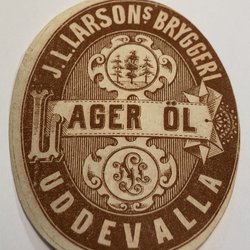 J. L. LARSONS BRYGGERI
LAGER ÖL
UDDEVALLA